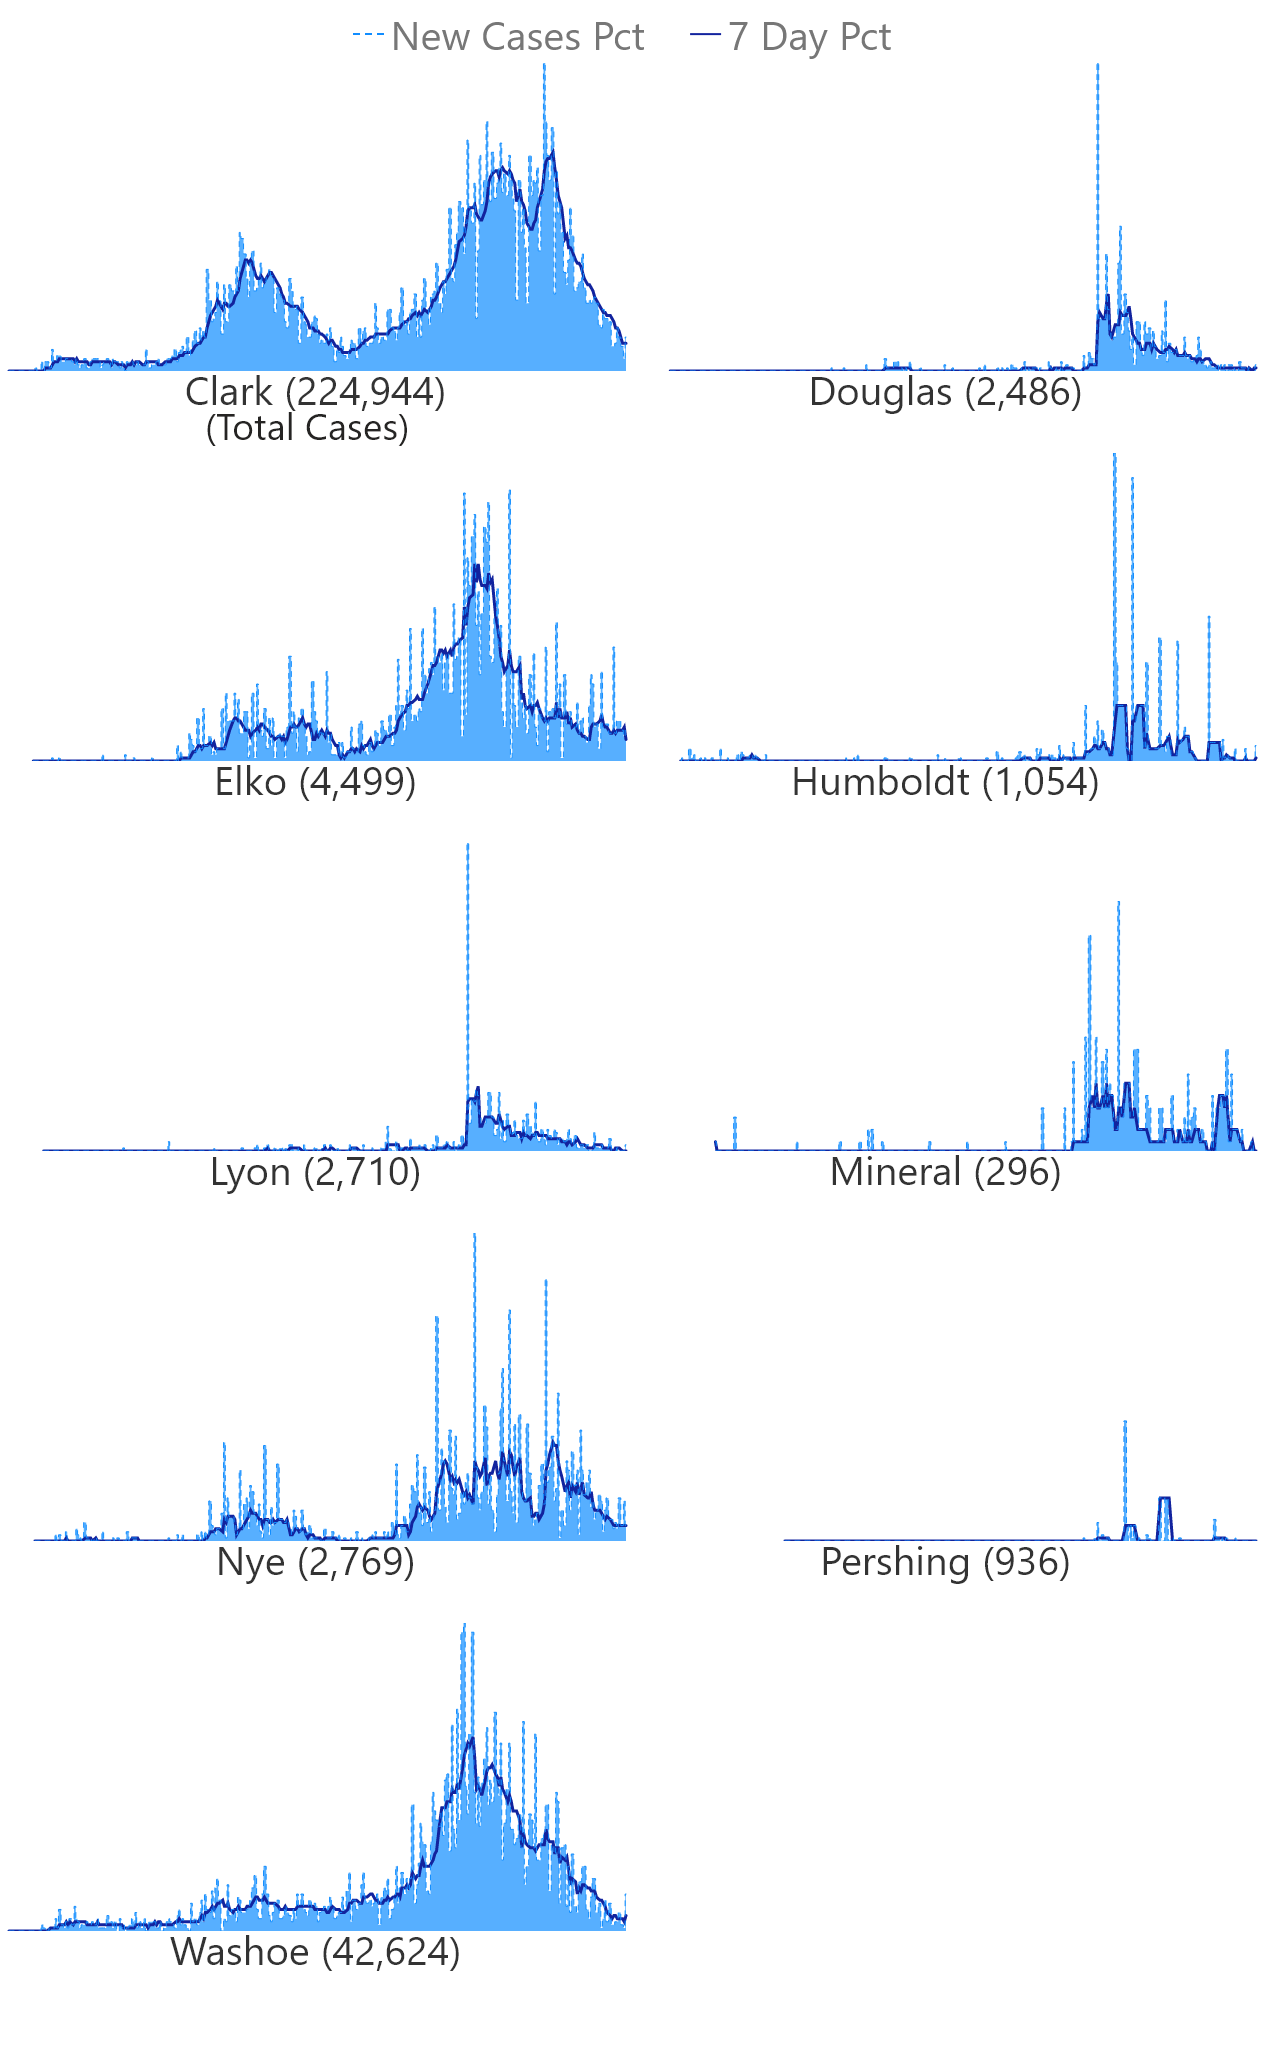 New Cases Pct 7 Day Pct
Clark (224,944)
(Total Cases)
Douglas (2,486)
Elko (4,499)
Humboldt (1,054)
Lyon (2,710)
Mineral (296)
Nye (2,769)
Pershing (936)
Washoe (42,624)